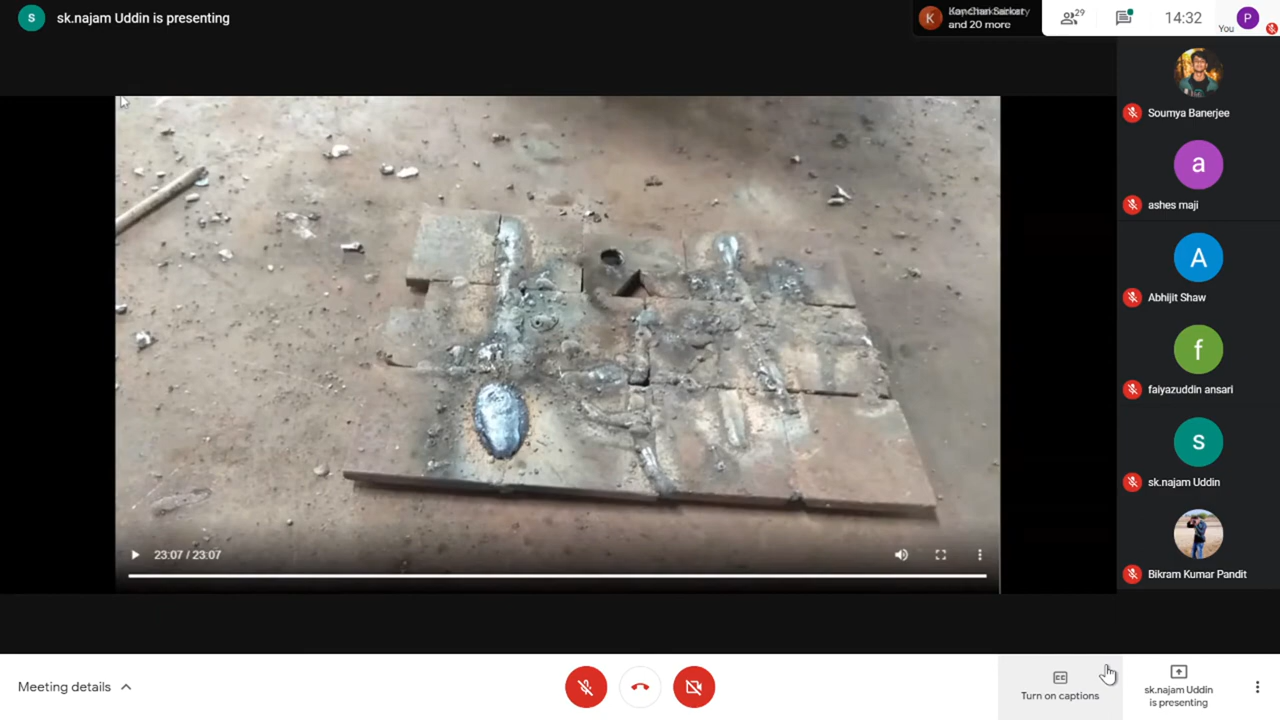 s
sk.najam Uddin is presenting
K
and 20 more
29
14:32
You
P
Soumya Banerjee
a
ashes maji
A
Abhijit Shaw
f
faiyazuddin ansari
s
sk.najam Uddin
Bikram Kumar Pandit
23:07 / 23:07
Meeting details
CC
Turn on captions
sk.najam Uddin
is presenting